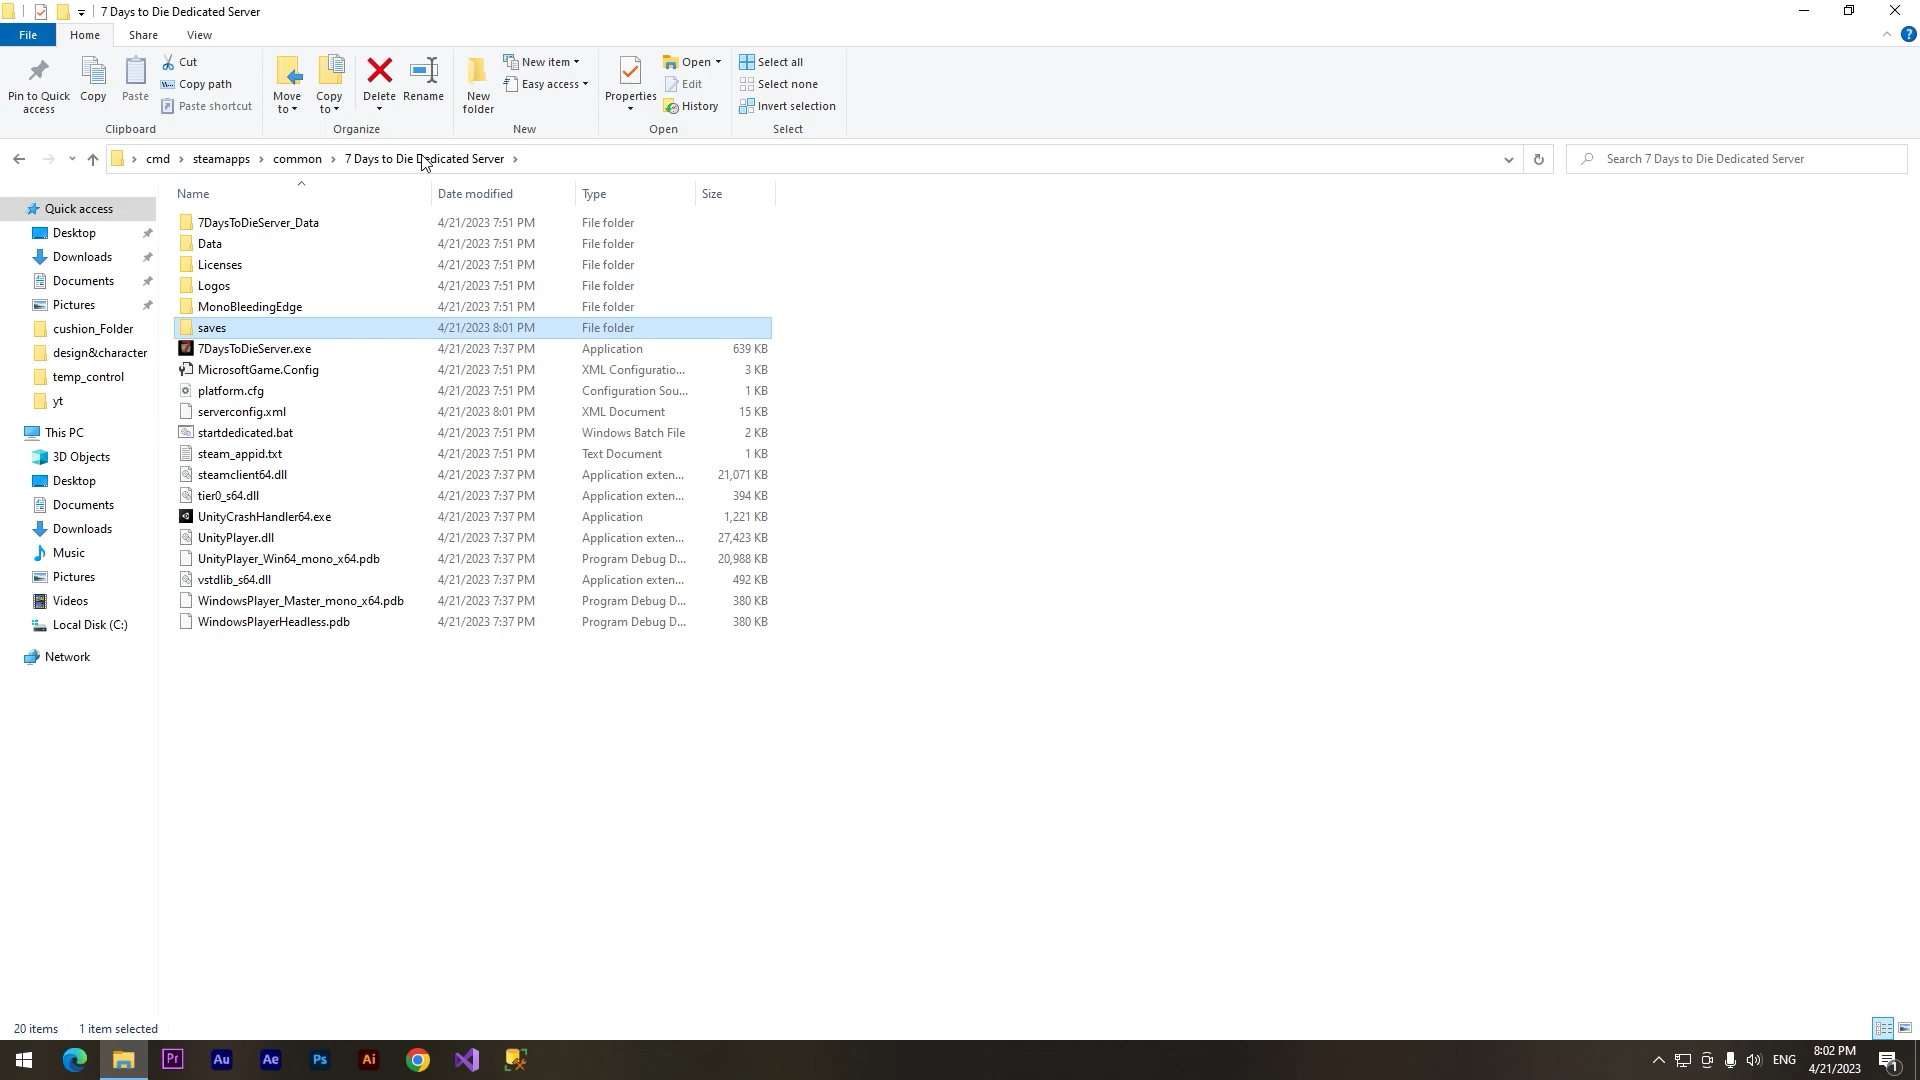 7 Days to Die Dedicated Server
File Home Share View
Pin to Quick access
Copy
Paste
Cut
Copy path
Paste shortcut
Clipboard
Move to
Copy to
Delete
Rename
Organize
New folder
New item
Easy access
New
Properties
Open
Edit
History
Open
Select all
Select none
Invert selection
Select
cmd › steamapps › common › 7 Days to Die Dedicated Server ›
Search 7 Days to Die Dedicated Server
Name Date modified Type Size
Quick access
Desktop
Downloads
Documents
Pictures
cushion_Folder
design&character
temp_control
yt
This PC
3D Objects
Desktop
Documents
Downloads
Music
Pictures
Videos
Local Disk (C:)
Network
7DaysToDieServer_Data 4/21/2023 7:51 PM File folder
Data 4/21/2023 7:51 PM File folder
Licenses 4/21/2023 7:51 PM File folder
Logos 4/21/2023 7:51 PM File folder
MonoBleedingEdge 4/21/2023 7:51 PM File folder
saves 4/21/2023 8:01 PM File folder
7DaysToDieServer.exe 4/21/2023 7:37 PM Application 639 KB
MicrosoftGame.Config 4/21/2023 7:51 PM XML Configuratio... 3 KB
platform.cfg 4/21/2023 7:51 PM Configuration Sou... 1 KB
serverconfig.xml 4/21/2023 8:01 PM XML Document 15 KB
startdedicated.bat 4/21/2023 7:51 PM Windows Batch File 2 KB
steam_appid.txt 4/21/2023 7:51 PM Text Document 1 KB
steamclient64.dll 4/21/2023 7:37 PM Application exten... 21,071 KB
tier0_s64.dll 4/21/2023 7:37 PM Application exten... 394 KB
UnityCrashHandler64.exe 4/21/2023 7:37 PM Application 1,221 KB
UnityPlayer.dll 4/21/2023 7:37 PM Application exten... 27,423 KB
UnityPlayer_Win64_mono_x64.pdb 4/21/2023 7:37 PM Program Debug D... 20,988 KB
vstdlib_s64.dll 4/21/2023 7:37 PM Application exten... 492 KB
WindowsPlayer_Master_mono_x64.pdb 4/21/2023 7:37 PM Program Debug D... 380 KB
WindowsPlayerHeadless.pdb 4/21/2023 7:37 PM Program Debug D... 380 KB
20 items 1 item selected
Pr Au Ae Ps Ai
ENG
8:02 PM
4/21/2023
1